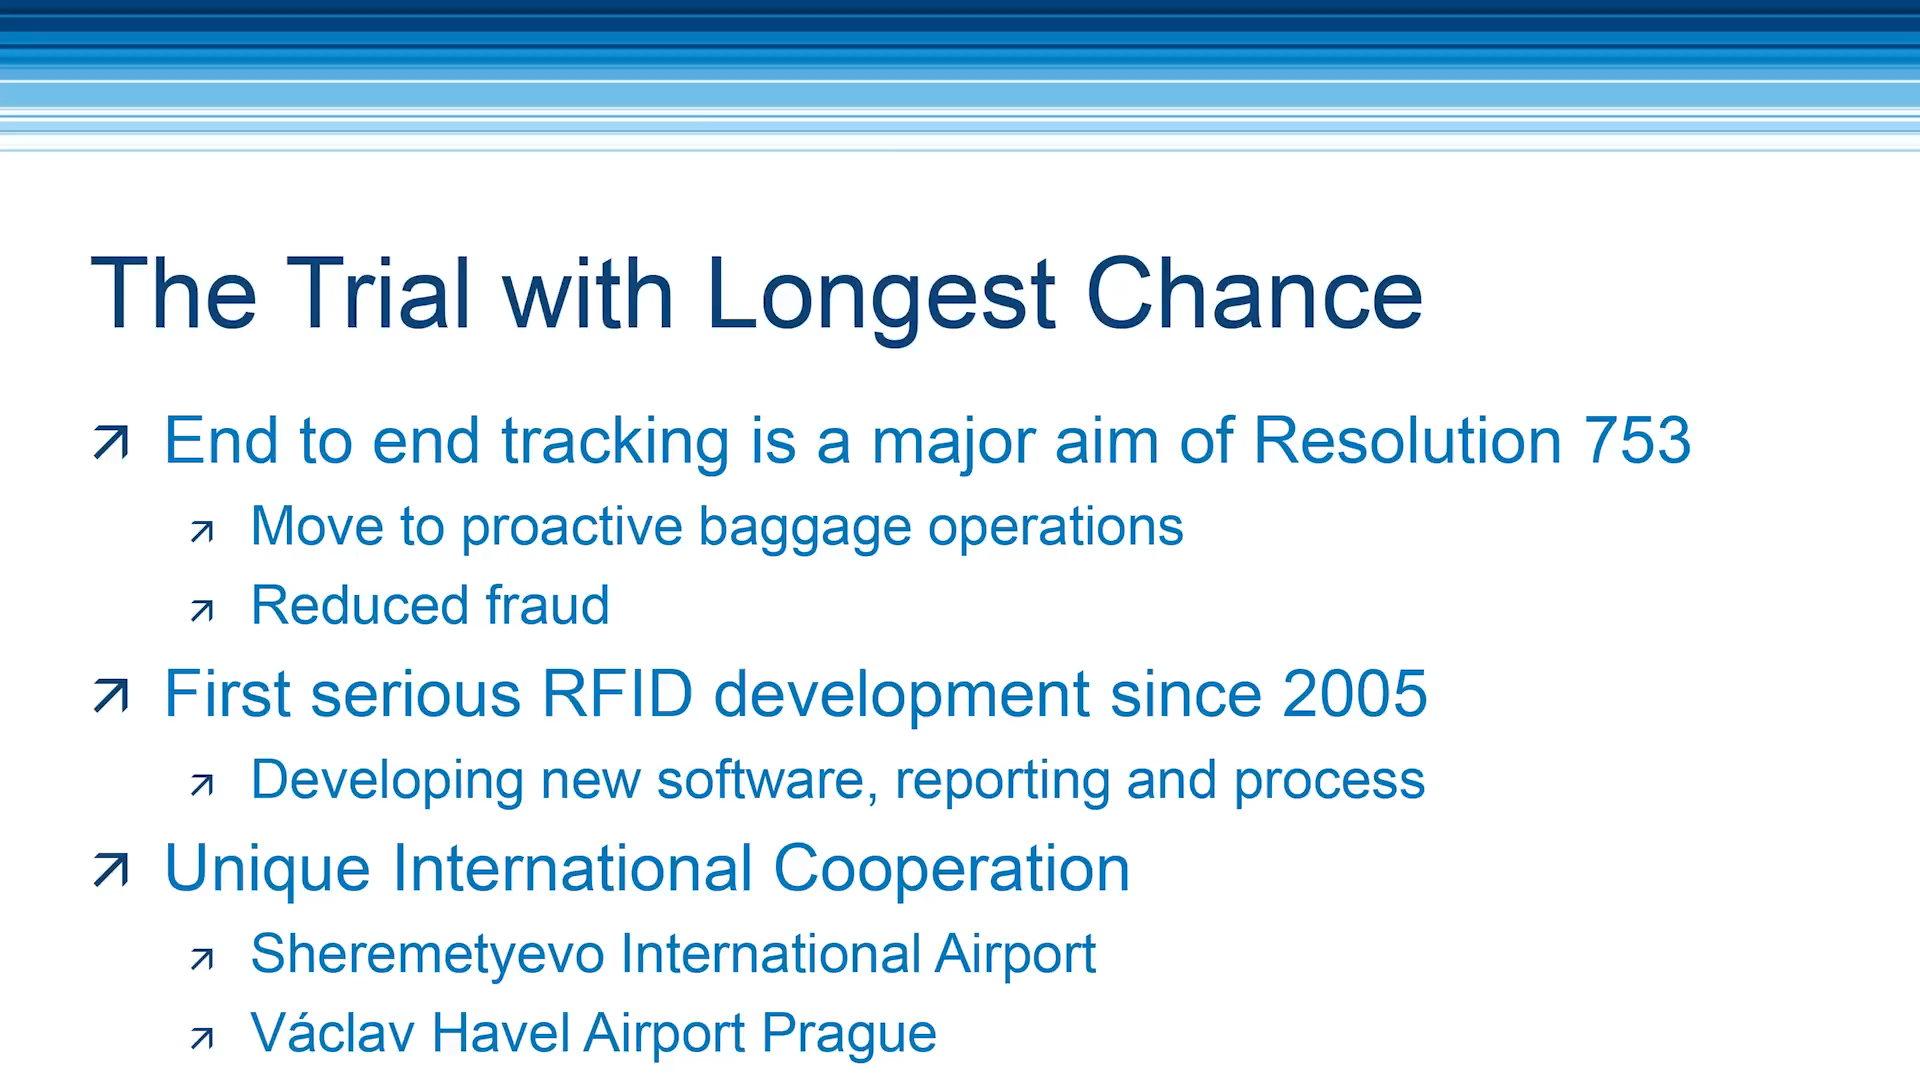 The Trial with Longest Chance
End to end tracking is a major aim of Resolution 753
Move to proactive baggage operations
Reduced fraud
First serious RFID development since 2005
Developing new software, reporting and process
Unique International Cooperation
Sheremetyevo International Airport
Václav Havel Airport Prague